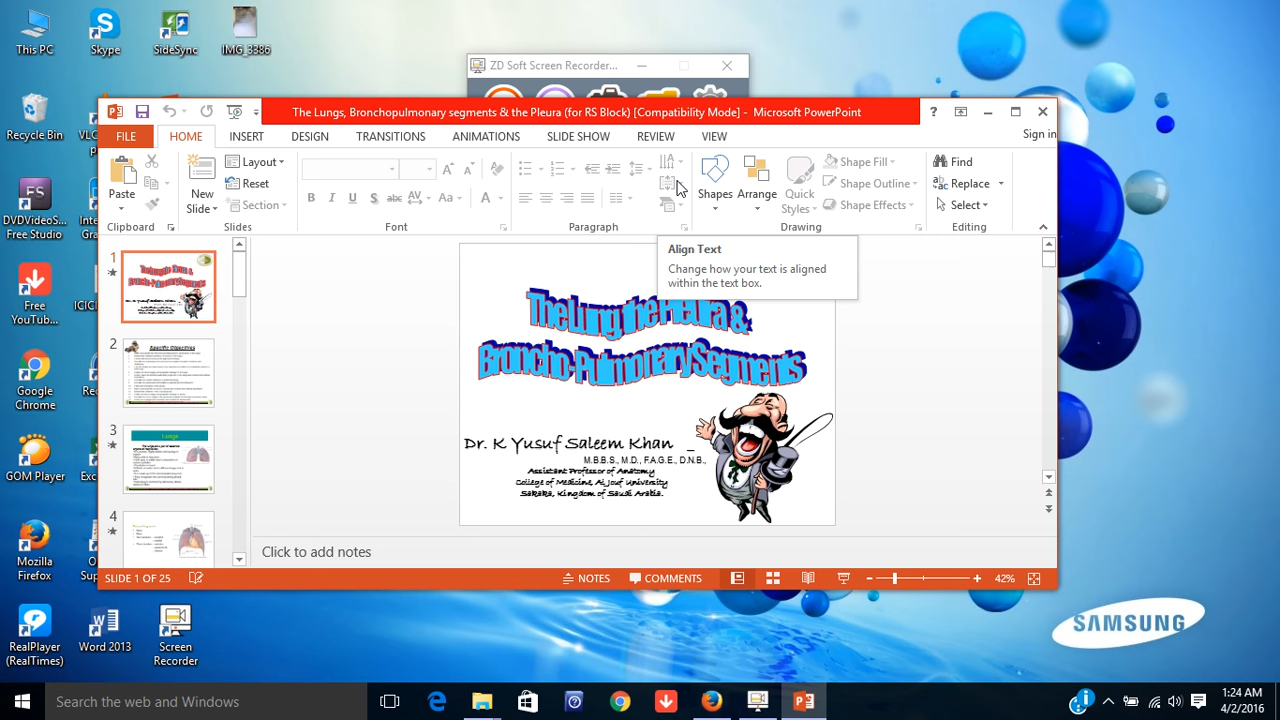 This PC
Skype
SideSync
IMG_3386
ZD Soft Screen Recorder...
Recycle Bin
The Lungs, Bronchopulmonary segments & the Pleura (for RS Block) [Compatibility Mode] - Microsoft PowerPoint
FILE
HOME
INSERT
DESIGN
TRANSITIONS
ANIMATIONS
SLIDE SHOW
REVIEW
VIEW
Sign in
Paste
New Slide
Layout
Reset
Section
Shapes
Arrange
Quick Styles
Shape Fill
Shape Outline
Shape Effects
Find
Replace
Select
Clipboard
Slides
Font
Paragraph
Drawing
Editing
Align Text
Change how your text is aligned
within the text box.
DVDVideoS...
Free Studio
Free
YouTub...
Google
Chrome
GOM Player
Mozilla
Firefox
RealPlayer
(RealTimes)
Word 2013
Screen
Recorder
1
2
Specific Objectives
3
Lungs
4
The Lung, the Pleura &
Broncho-Pulmonary Segments
Dr. K Yusuf Saleem Khan _
M.B.B.S., M.D., F.A.G.E., D.N.B.
Assistant Professor of Anatomy
College of Medicine, Al Jouf University
Sakaka, Kingdom of Saudi Arabia.
Click to add notes
SLIDE 1 OF 25
NOTES
COMMENTS
42%
SAMSUNG
Search the web and Windows
1:24 AM
4/2/2016